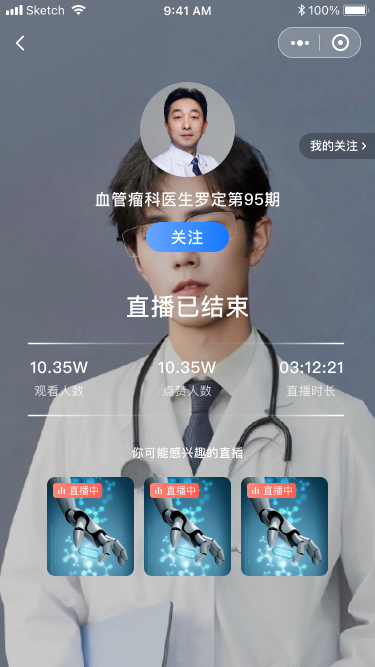 Sketch
9:41 AM
100%
我的关注
血管瘤科医生罗定第95期
关注
直播已结束
10.35W
10.35W
03:12:21
观看人数
点赞人数
直播时长
你可能感兴趣的直播
直播中
直播中
直播中